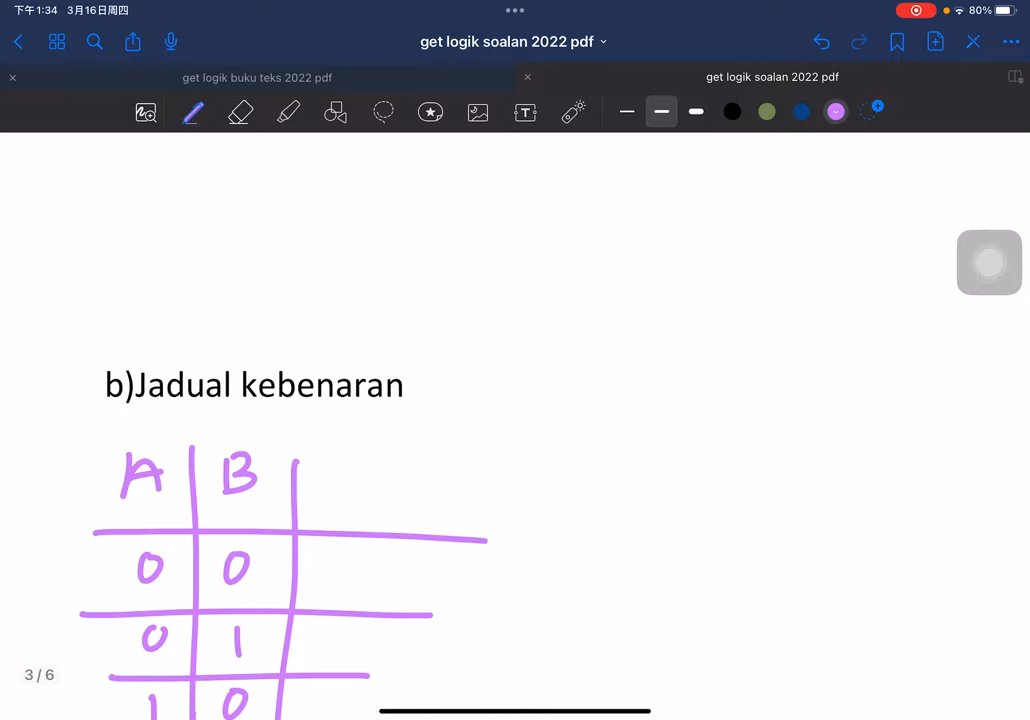 下午1:34 3月16日周四
80%
get logik soalan 2022 pdf
get logik buku teks 2022 pdf
get logik soalan 2022 pdf
T
b)Jadual kebenaran
A B
0 0
0 1
3 / 6
1 0